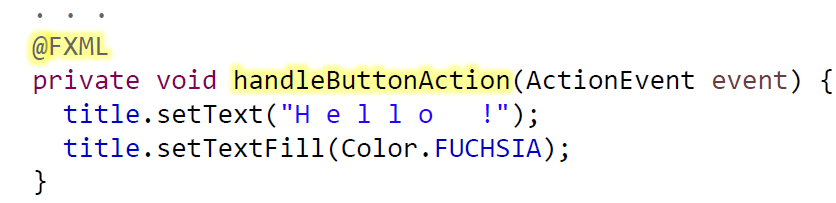 . . .
@FXML
private void handleButtonAction(ActionEvent event) {
  title.setText("H e l l o   !");
  title.setTextFill(Color.FUCHSIA);
}